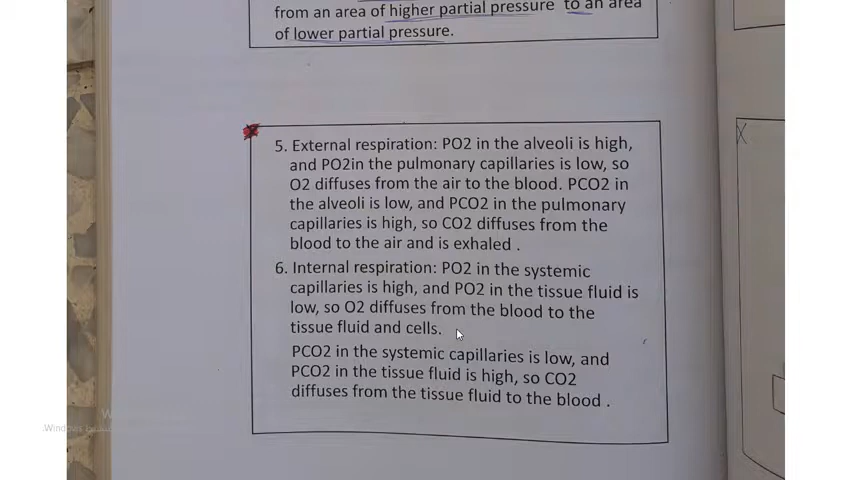 from an area of higher partial pressure to an area
of lower partial pressure.
5. External respiration: PO2 in the alveoli is high,
and PO2in the pulmonary capillaries is low, so
O2 diffuses from the air to the blood. PCO2 in
the alveoli is low, and PCO2 in the pulmonary
capillaries is high, so CO2 diffuses from the
blood to the air and is exhaled .
6. Internal respiration: PO2 in the systemic
capillaries is high, and PO2 in the tissue fluid is
low, so O2 diffuses from the blood to the
tissue fluid and cells.
PCO2 in the systemic capillaries is low, and
PCO2 in the tissue fluid is high, so CO2
diffuses from the tissue fluid to the blood .
X
Windows